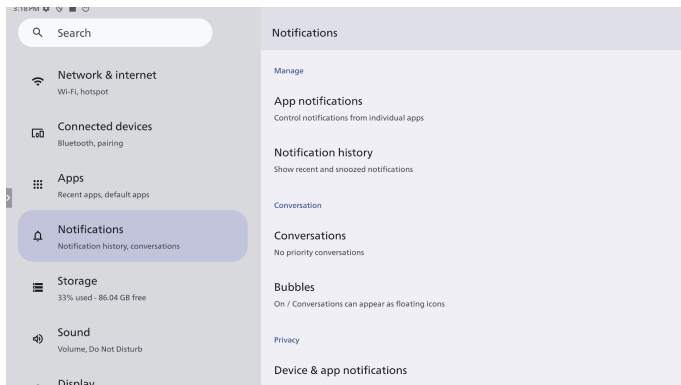 3:18 PM
Search
Network & internet
Wi-Fi, hotspot
Connected devices
Bluetooth, pairing
Apps
Recent apps, default apps
Notifications
Notification history, conversations
Storage
33% used - 86.04 GB free
Sound
Volume, Do Not Disturb
Display
Notifications
Manage
App notifications
Control notifications from individual apps
Notification history
Show recent and snoozed notifications
Conversation
Conversations
No priority conversations
Bubbles
On / Conversations can appear as floating icons
Privacy
Device & app notifications